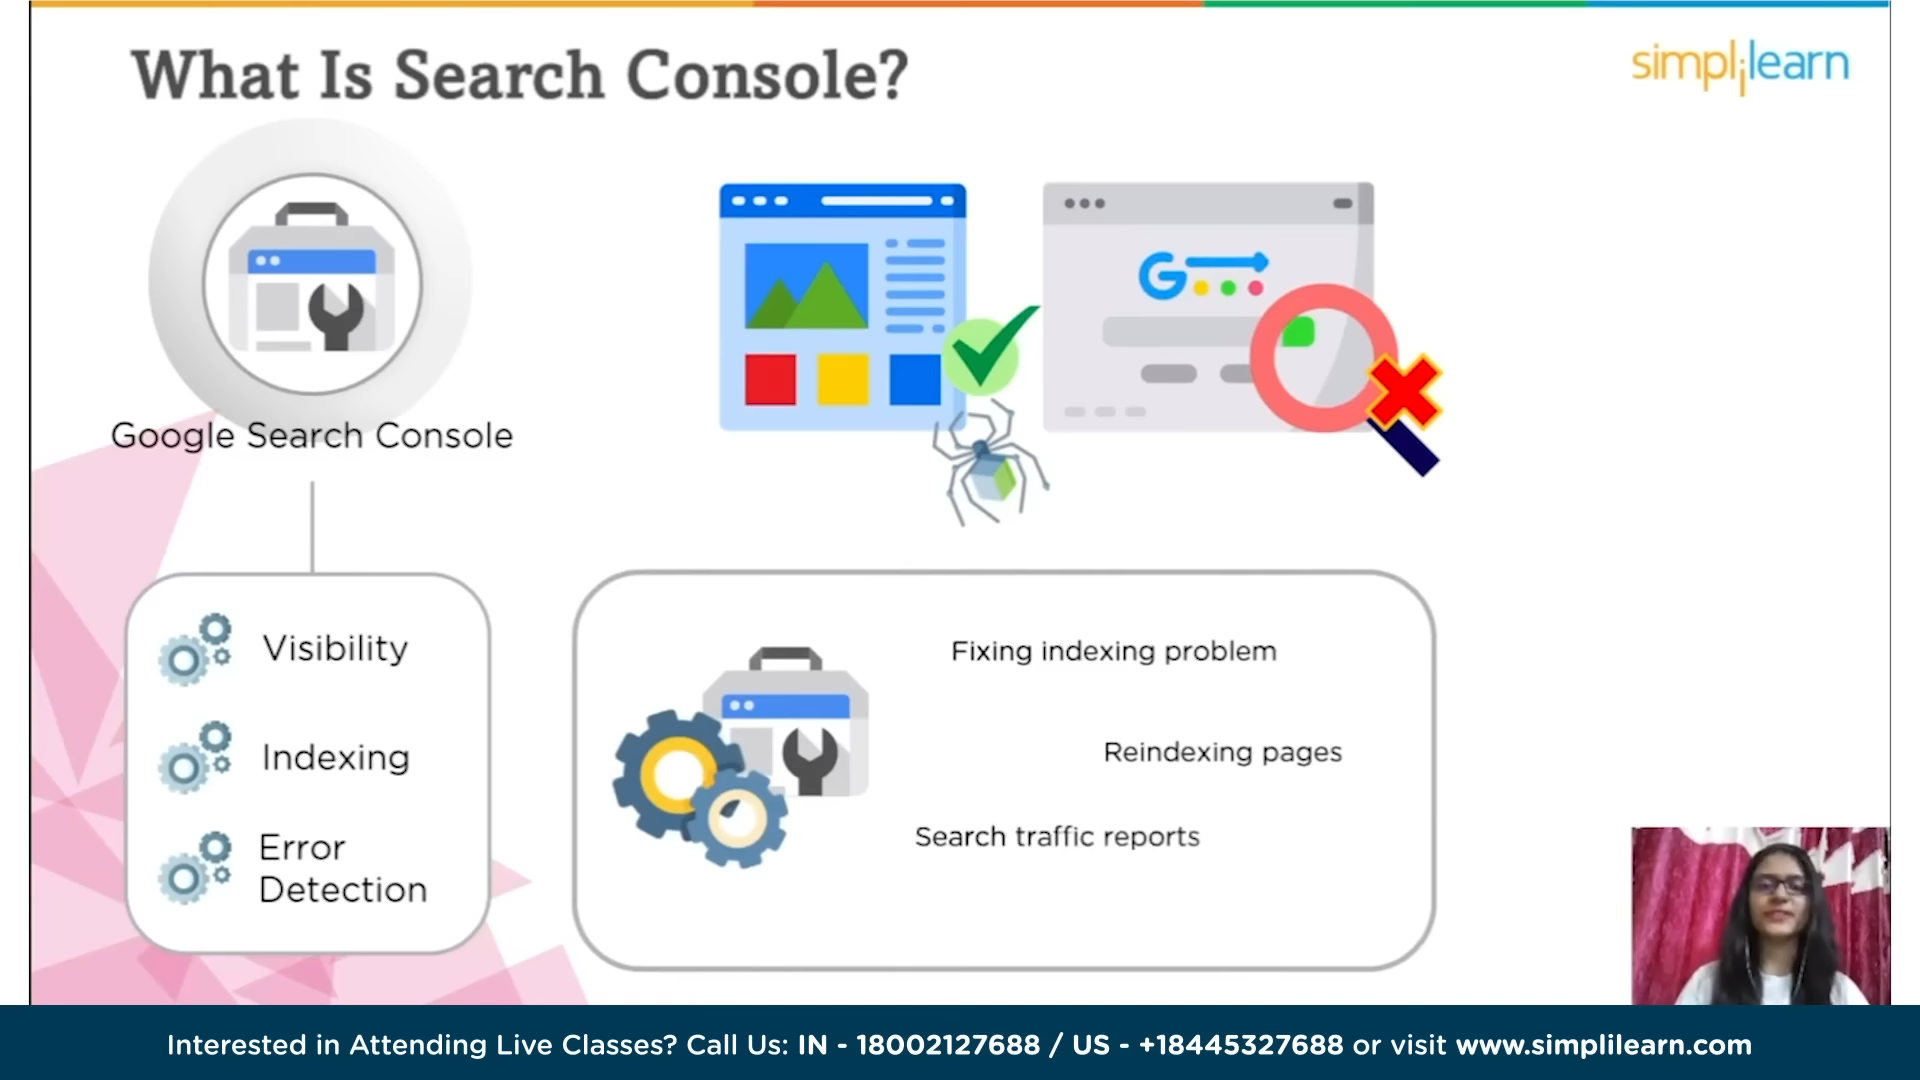 What Is Search Console?
simplilearn
Google Search Console
Visibility
Indexing
Error
Detection
Fixing indexing problem
Reindexing pages
Search traffic reports
Interested in Attending Live Classes? Call Us: IN - 18002127688 / US - +18445327688 or visit www.simplilearn.com